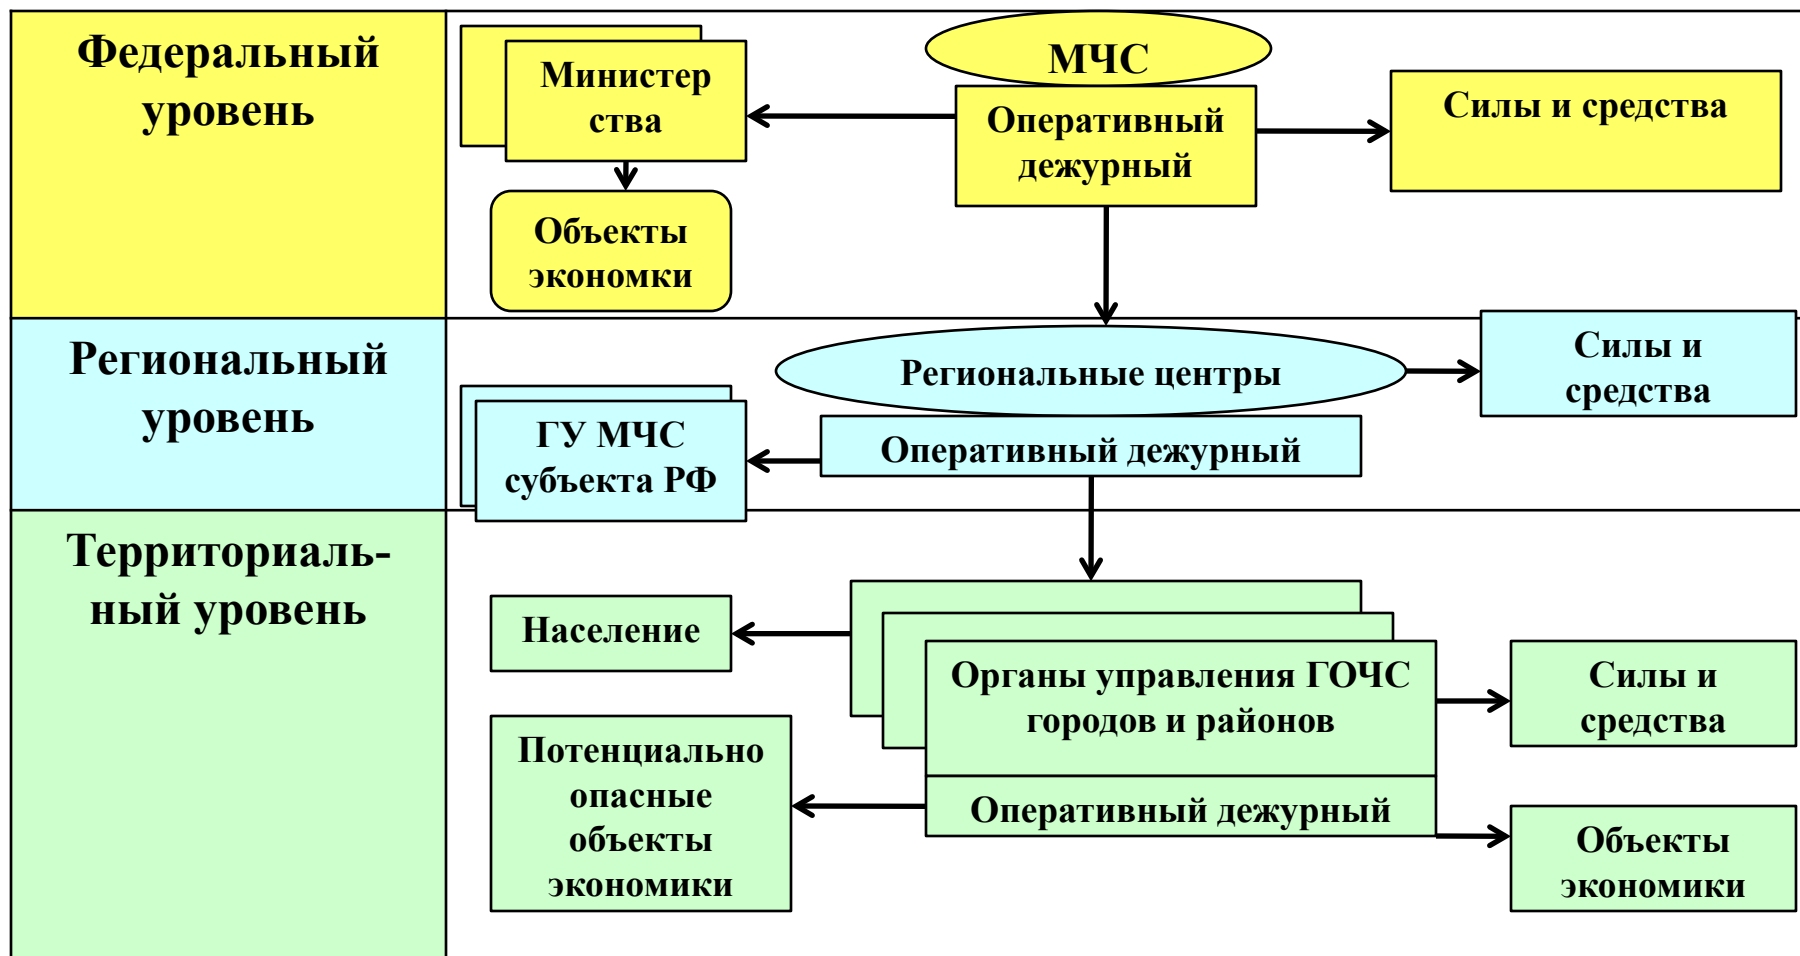 Федеральный
уровень
Министер
ства
МЧС
Оперативный
дежурный
Силы и средства
Объекты
экономки
Региональный
уровень
Региональные центры
Силы и
средства
ГУ МЧС
субъекта РФ
Оперативный дежурный
Территориаль-
ный уровень
Население
Органы управления ГОЧС
городов и районов
Силы и
средства
Потенциально
опасные
объекты
экономики
Оперативный дежурный
Объекты
экономики